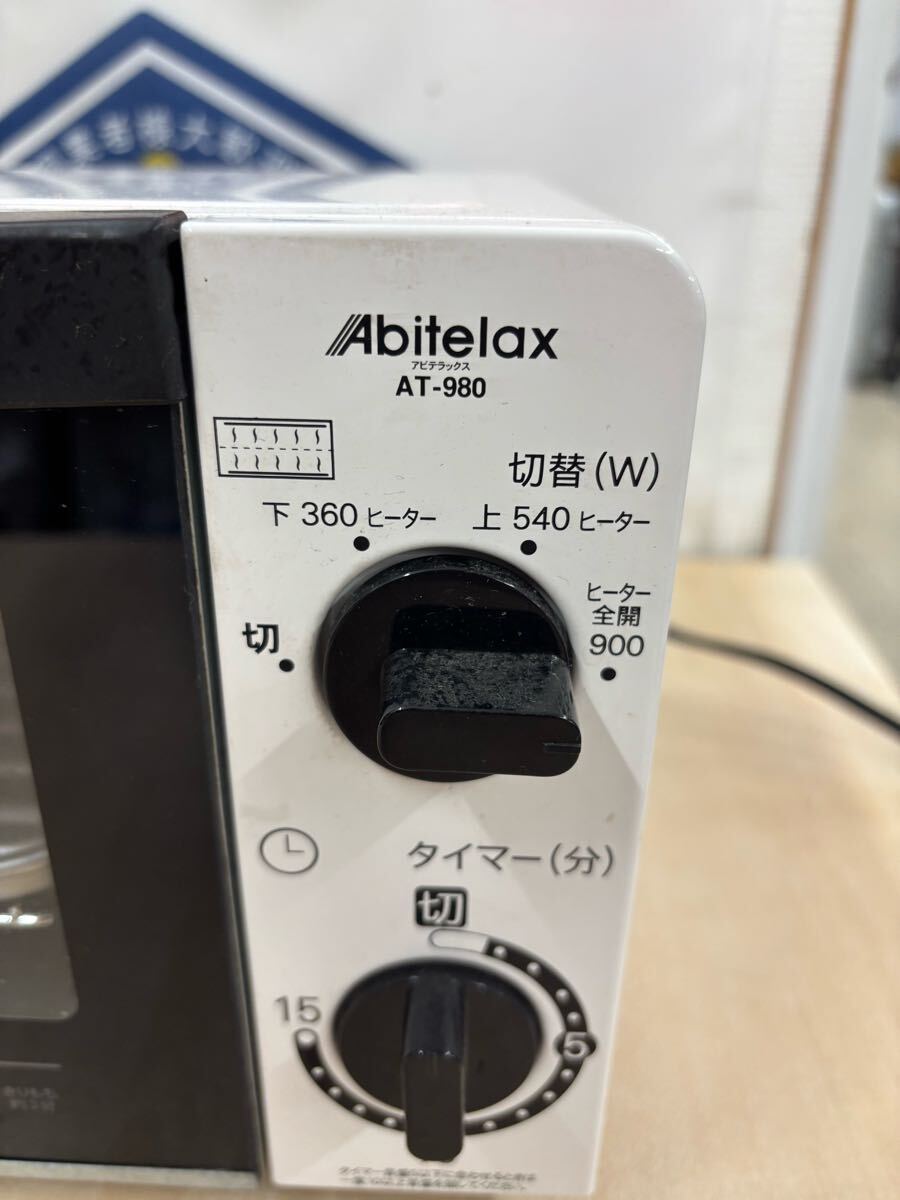 Abitelax
アビテラックス
AT-980
切替(W)
下 360 ヒーター
上 540 ヒーター
ヒーター
全開
900
切
タイマー(分)
切
15
5